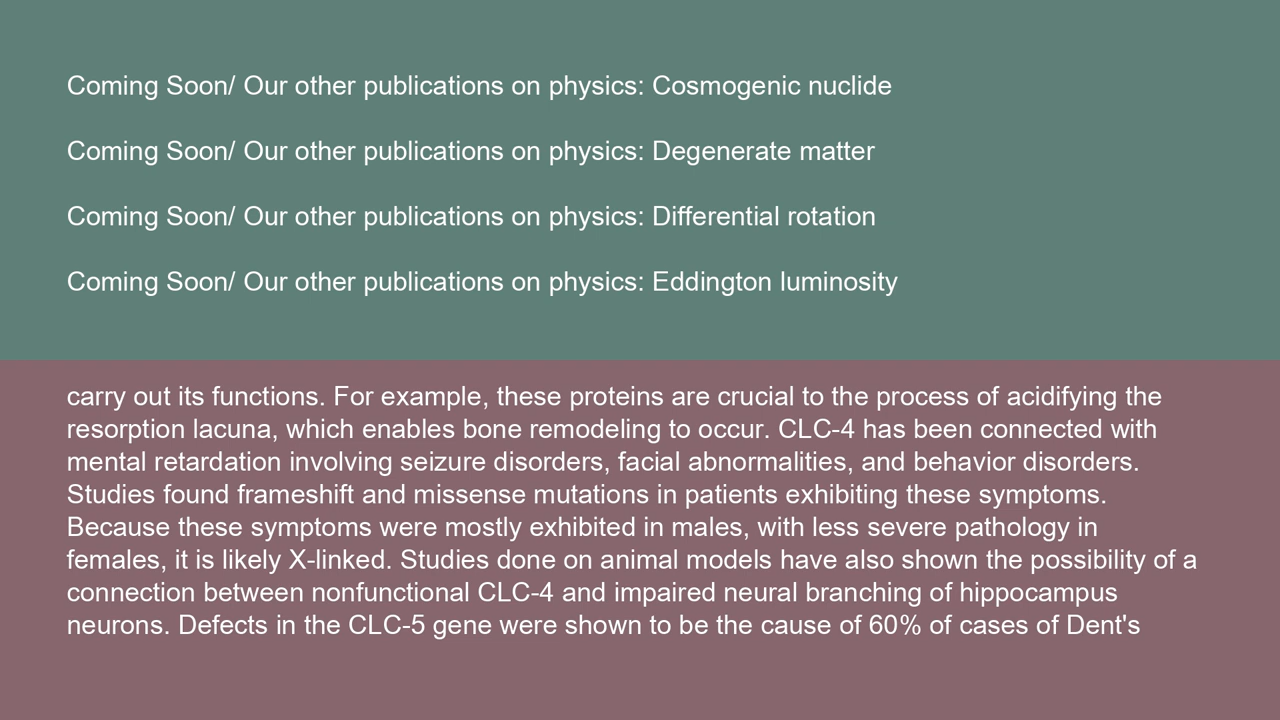 Coming Soon/ Our other publications on physics: Cosmogenic nuclide
Coming Soon/ Our other publications on physics: Degenerate matter
Coming Soon/ Our other publications on physics: Differential rotation
Coming Soon/ Our other publications on physics: Eddington luminosity
carry out its functions. For example, these proteins are crucial to the process of acidifying the
resorption lacuna, which enables bone remodeling to occur. CLC-4 has been connected with
mental retardation involving seizure disorders, facial abnormalities, and behavior disorders.
Studies found frameshift and missense mutations in patients exhibiting these symptoms.
Because these symptoms were mostly exhibited in males, with less severe pathology in
females, it is likely X-linked. Studies done on animal models have also shown the possibility of a
connection between nonfunctional CLC-4 and impaired neural branching of hippocampus
neurons. Defects in the CLC-5 gene were shown to be the cause of 60% of cases of Dent's